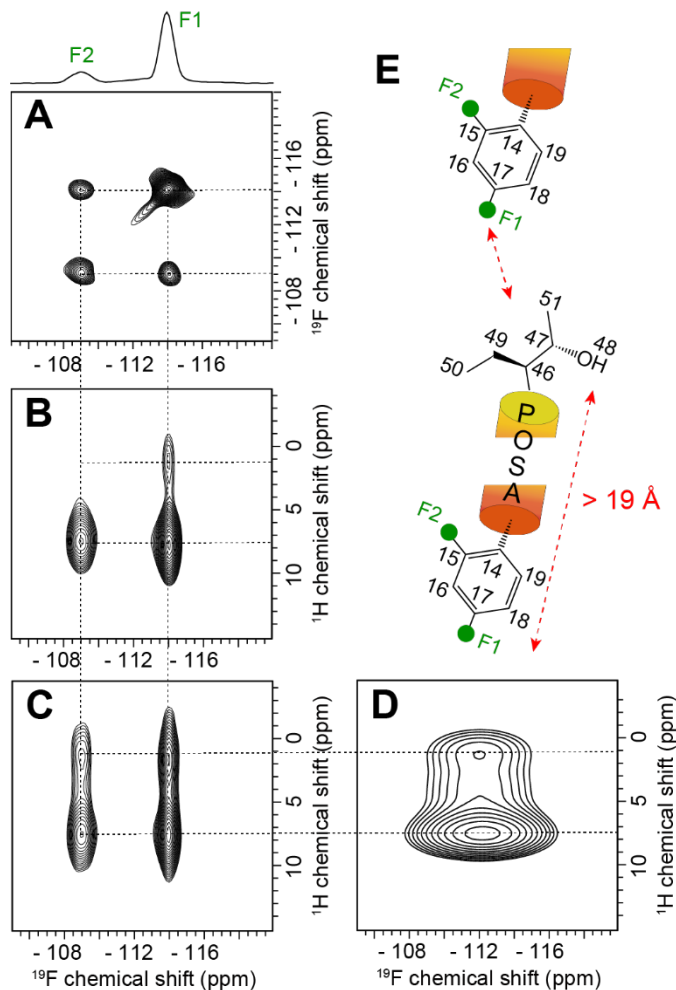 F2
F1
A
- 116
- 112
- 108
¹⁹F chemical shift (ppm)
- 108
- 112
- 116
B
0
5
10
¹H chemical shift (ppm)
- 108
- 112
- 116
C
0
5
10
¹H chemical shift (ppm)
- 108
- 112
- 116
¹⁹F chemical shift (ppm)
D
0
5
10
¹H chemical shift (ppm)
- 108
- 112
- 116
¹⁹F chemical shift (ppm)
E
F2
15
14
19
16
17
18
F1
51
49
47
48
OH
50
46
P
O
S
A
> 19 Å
F2
15
14
19
16
17
18
F1